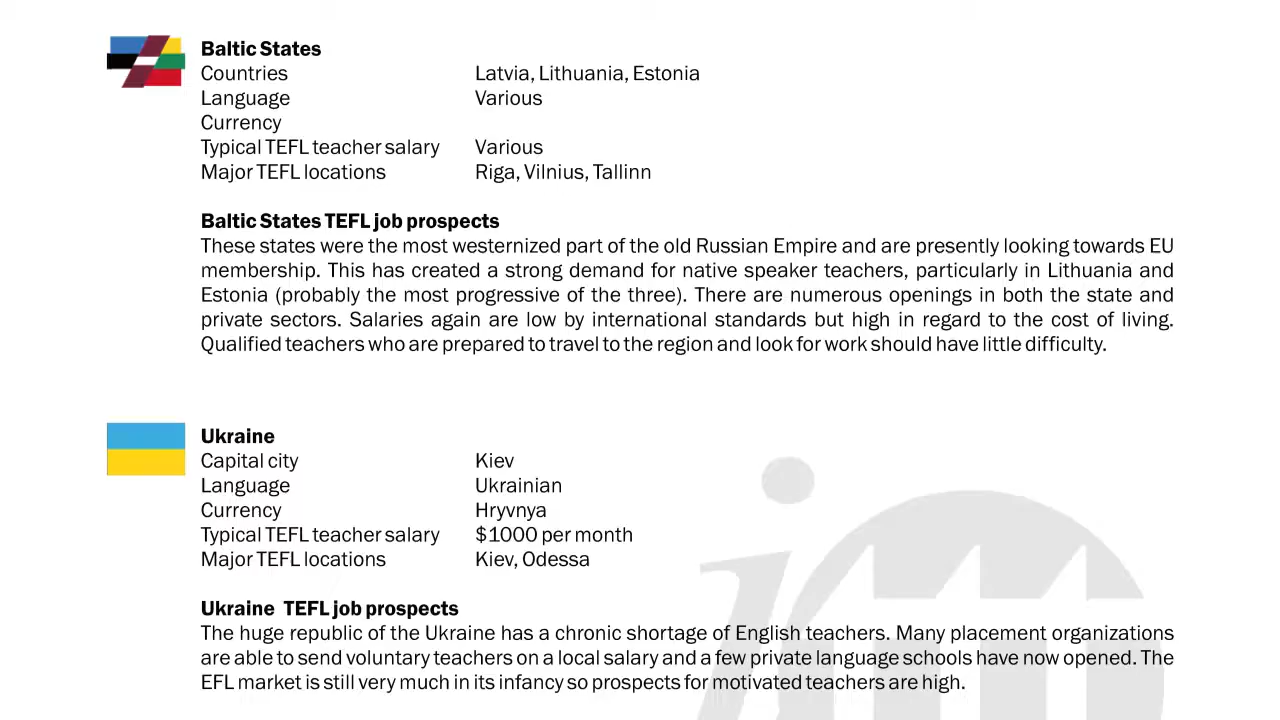 Baltic States
Countries Latvia, Lithuania, Estonia
Language Various
Currency
Typical TEFL teacher salary Various
Major TEFL locations Riga, Vilnius, Tallinn
Baltic States TEFL job prospects
These states were the most westernized part of the old Russian Empire and are presently looking towards EU
membership. This has created a strong demand for native speaker teachers, particularly in Lithuania and
Estonia (probably the most progressive of the three). There are numerous openings in both the state and
private sectors. Salaries again are low by international standards but high in regard to the cost of living.
Qualified teachers who are prepared to travel to the region and look for work should have little difficulty.
Ukraine
Capital city Kiev
Language Ukrainian
Currency Hryvnya
Typical TEFL teacher salary $1000 per month
Major TEFL locations Kiev, Odessa
Ukraine TEFL job prospects
The huge republic of the Ukraine has a chronic shortage of English teachers. Many placement organizations
are able to send voluntary teachers on a local salary and a few private language schools have now opened. The
EFL market is still very much in its infancy so prospects for motivated teachers are high.